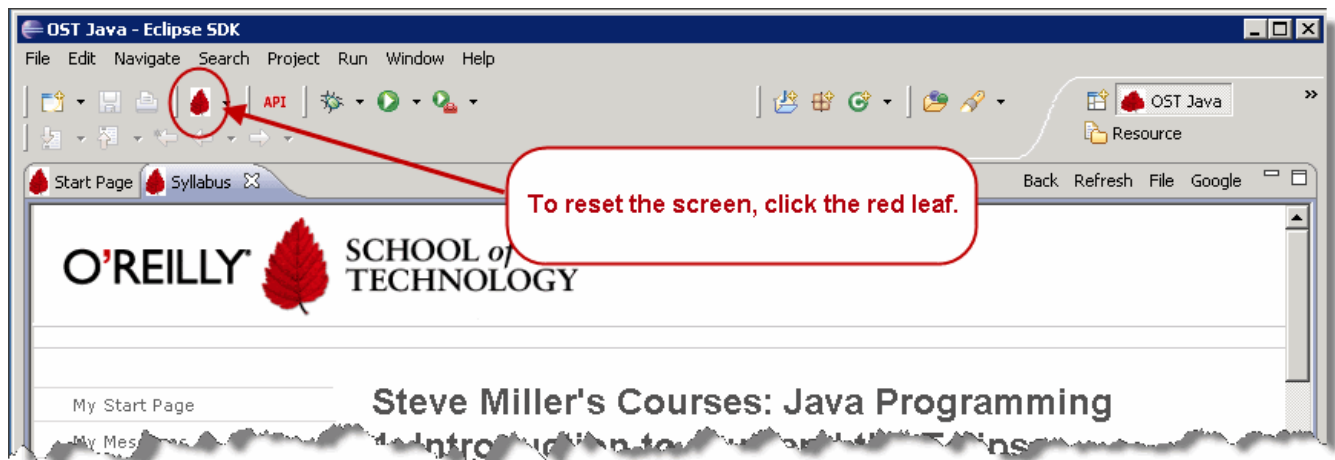 OST Java - Eclipse SDK
File Edit Navigate Search Project Run Window Help
API
OST Java
Resource
Start Page Syllabus Back Refresh File Google
To reset the screen, click the red leaf.
O'REILLY SCHOOL of
TECHNOLOGY
My Start Page
Steve Miller's Courses: Java Programming
My